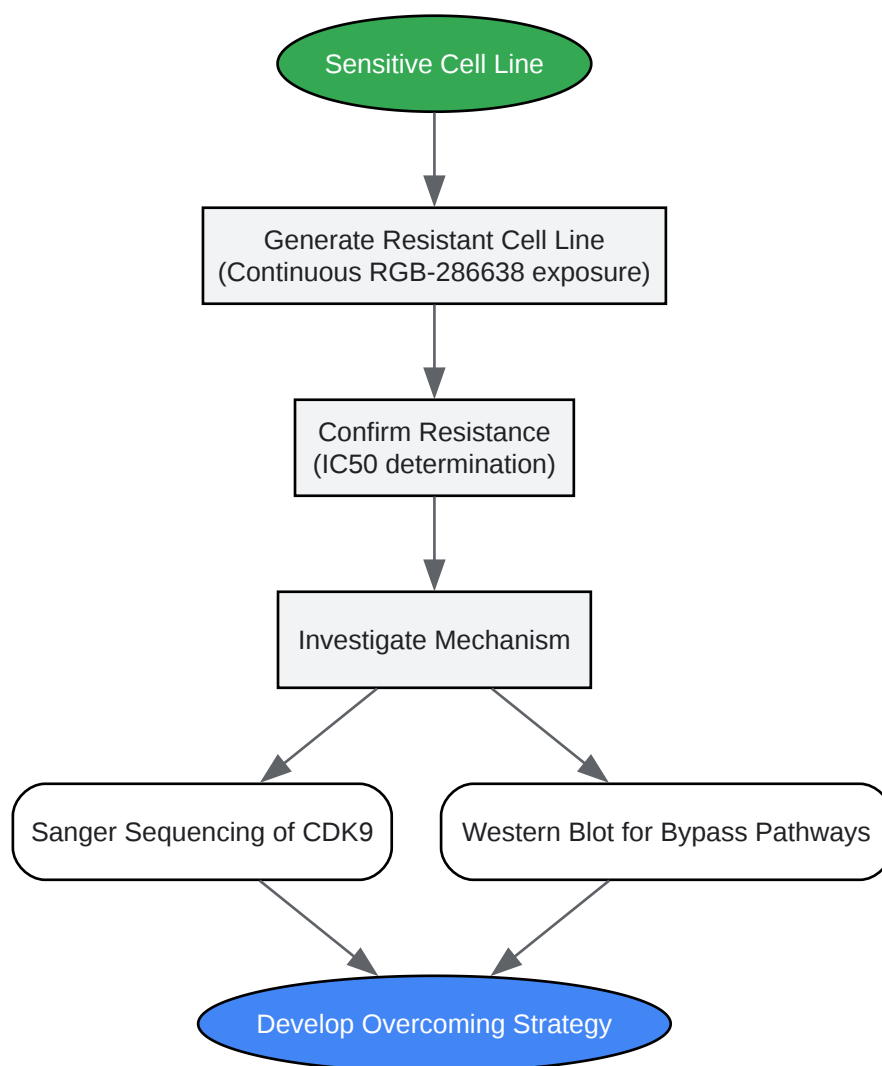 Sensitive Cell Line
Generate Resistant Cell Line
(Continuous RGB-286638 exposure)
Confirm Resistance
(IC50 determination)
Investigate Mechanism
Sanger Sequencing of CDK9
Western Blot for Bypass Pathways
Develop Overcoming Strategy